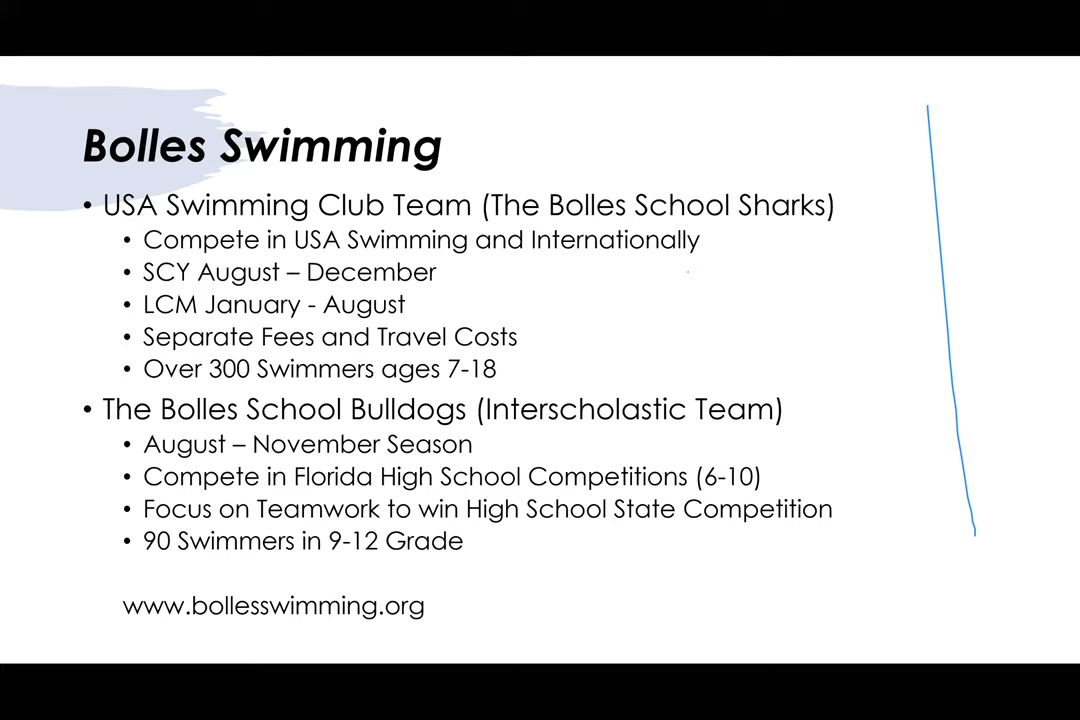 Bolles Swimming
• USA Swimming Club Team (The Bolles School Sharks)
• Compete in USA Swimming and Internationally
• SCY August – December
• LCM January - August
• Separate Fees and Travel Costs
• Over 300 Swimmers ages 7-18
• The Bolles School Bulldogs (Interscholastic Team)
• August – November Season
• Compete in Florida High School Competitions (6-10)
• Focus on Teamwork to win High School State Competition
• 90 Swimmers in 9-12 Grade
www.bollesswimming.org